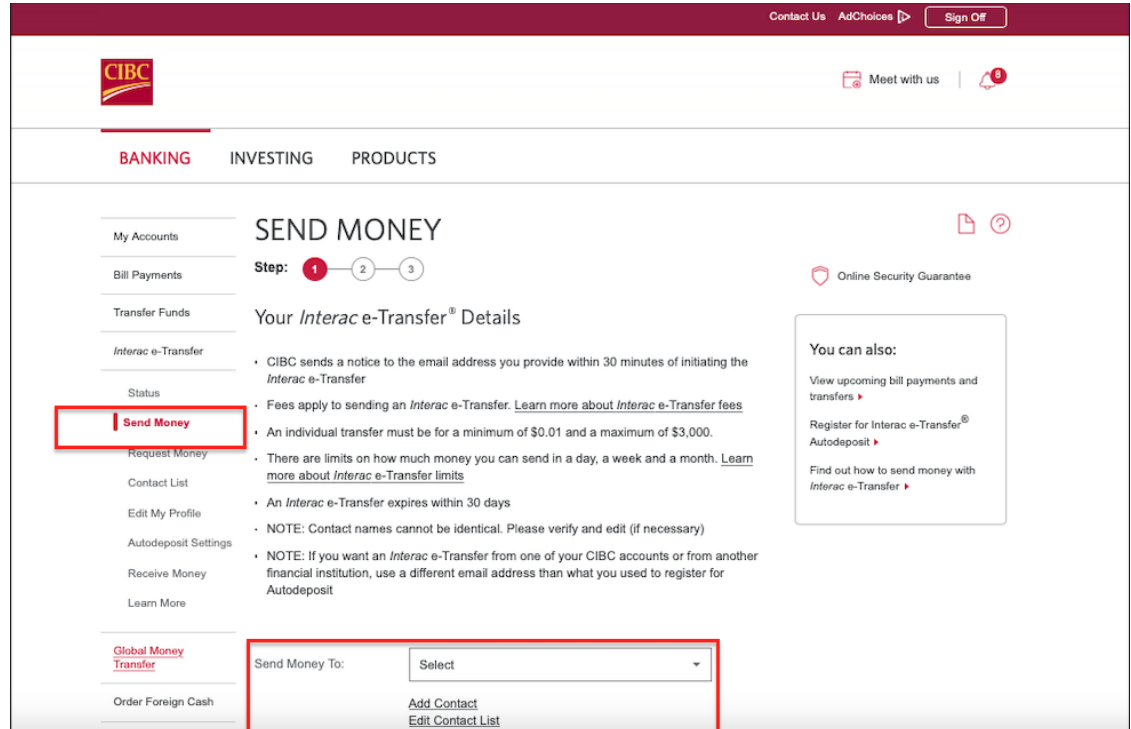 Contact Us AdChoices Sign Off
CIBC
Meet with us
8
BANKING INVESTING PRODUCTS
My Accounts
Bill Payments
Transfer Funds
Interac e-Transfer
Status
Send Money
Request Money
Contact List
Edit My Profile
Autodeposit Settings
Receive Money
Learn More
Global Money
Transfer
Order Foreign Cash
SEND MONEY
Step: 1 2 3
Your Interac e-Transfer® Details
• CIBC sends a notice to the email address you provide within 30 minutes of initiating the
Interac e-Transfer
• Fees apply to sending an Interac e-Transfer. Learn more about Interac e-Transfer fees
• An individual transfer must be for a minimum of $0.01 and a maximum of $3,000.
• There are limits on how much money you can send in a day, a week and a month. Learn
more about Interac e-Transfer limits
• An Interac e-Transfer expires within 30 days
• NOTE: Contact names cannot be identical. Please verify and edit (if necessary)
• NOTE: If you want an Interac e-Transfer from one of your CIBC accounts or from another
financial institution, use a different email address than what you used to register for
Autodeposit
Send Money To: Select
Add Contact
Edit Contact List
?
Online Security Guarantee
You can also:
View upcoming bill payments and
transfers
Register for Interac e-Transfer®
Autodeposit
Find out how to send money with
Interac e-Transfer